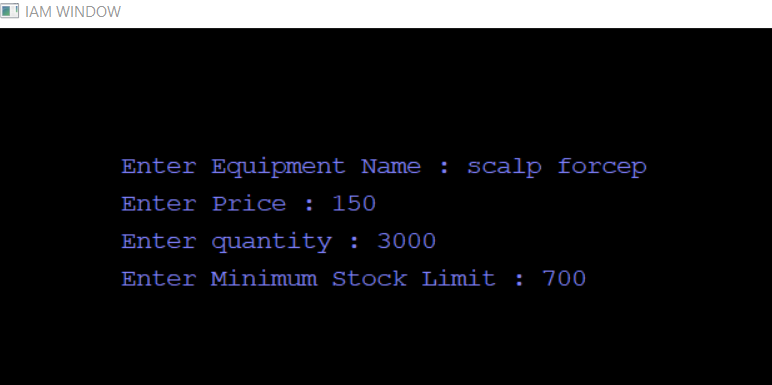 IAM WINDOW
Enter Equipment Name : scalp forcep
Enter Price : 150
Enter quantity : 3000
Enter Minimum Stock Limit : 700